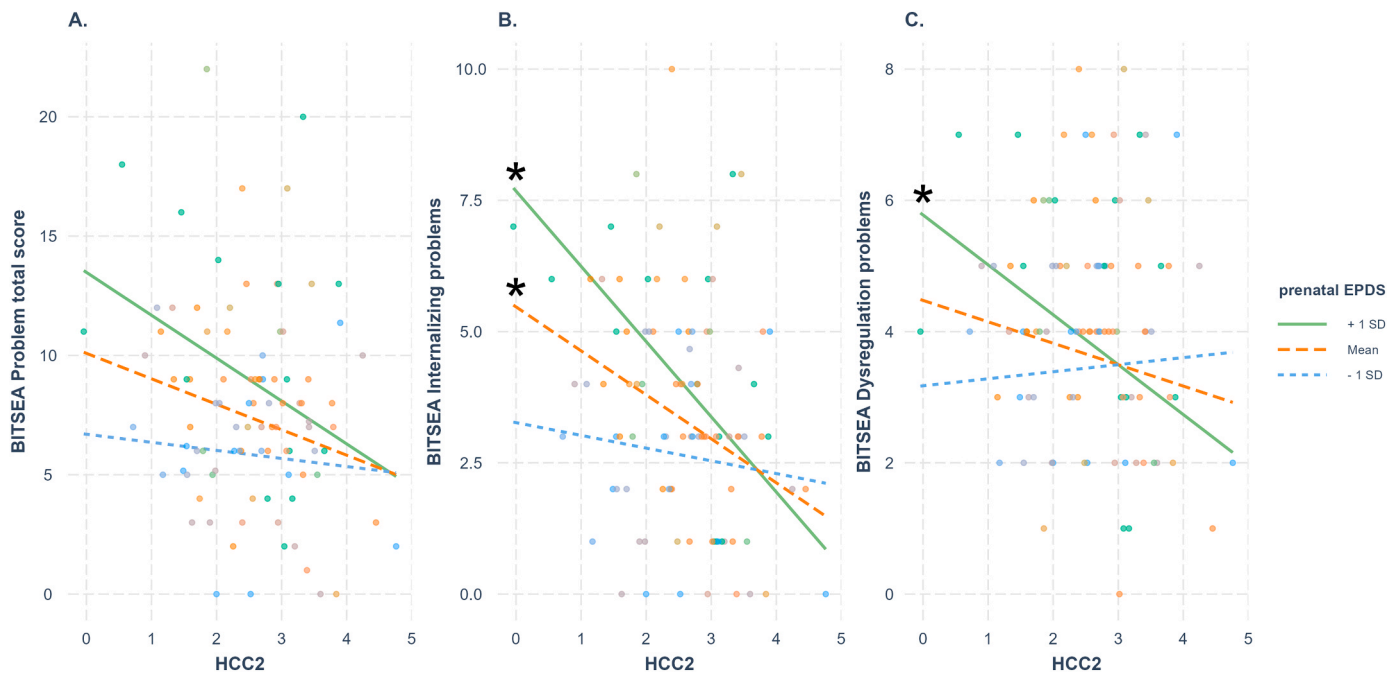 A.
BITSEA Problem total score
20
15
10
5
0
0 1 2 3 4 5
HCC2
B.
BITSEA Internalizing problems
10.0
7.5
5.0
2.5
0.0
*
*
0 1 2 3 4 5
HCC2
C.
BITSEA Dysregulation problems
8
6
4
2
0
*
0 1 2 3 4 5
HCC2
prenatal EPDS
+ 1 SD
Mean
- 1 SD